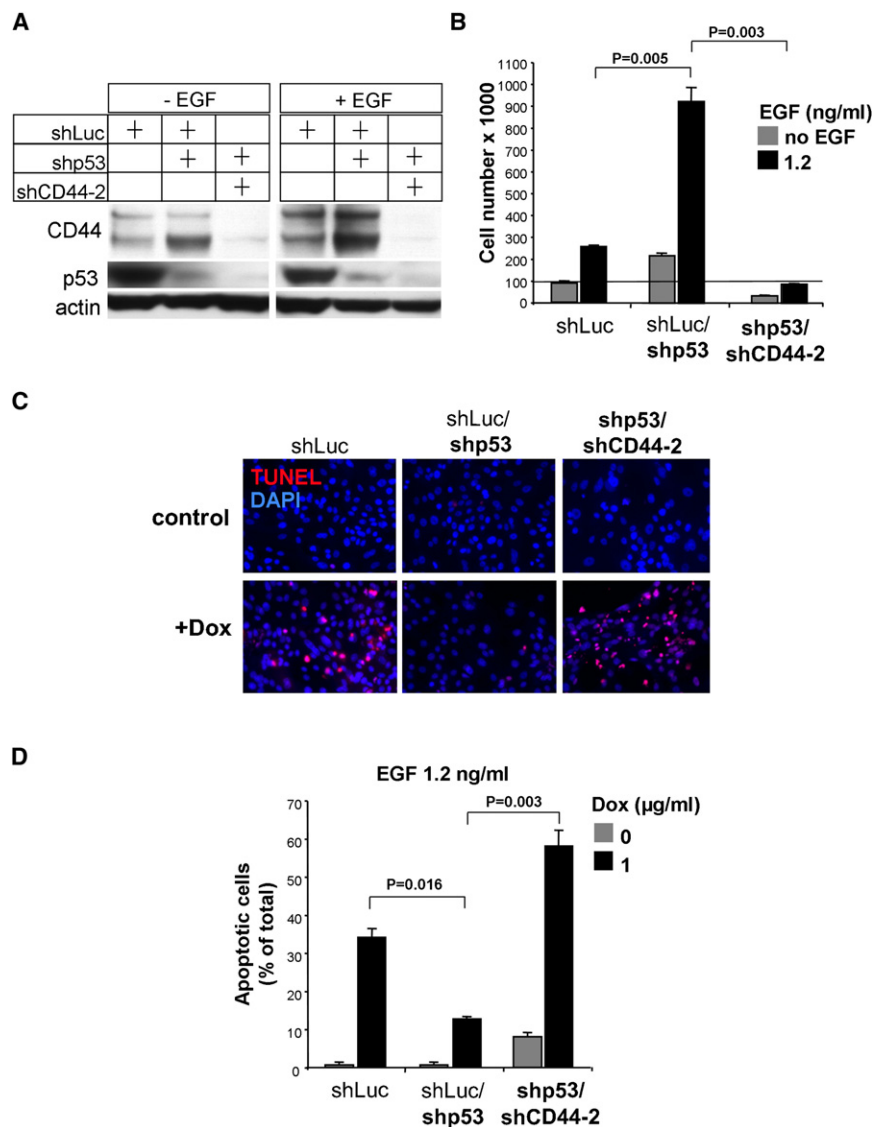 A
- EGF + EGF
shLuc + + + +
shp53 + + + +
shCD44-2 + +
CD44
p53
actin
B
P=0.003
P=0.005
Cell number x 1000
1100
1000
900
800
700
600
500
400
300
200
100
0
EGF (ng/ml)
no EGF
1.2
shLuc
shLuc/
shp53
shp53/
shCD44-2
C
shLuc
shLuc/
shp53
shp53/
shCD44-2
control
TUNEL
DAPI
+Dox
D
EGF 1.2 ng/ml
P=0.003
P=0.016
Apoptotic cells
(% of total)
70
60
50
40
30
20
10
0
Dox (µg/ml)
0
1
shLuc
shLuc/
shp53
shp53/
shCD44-2